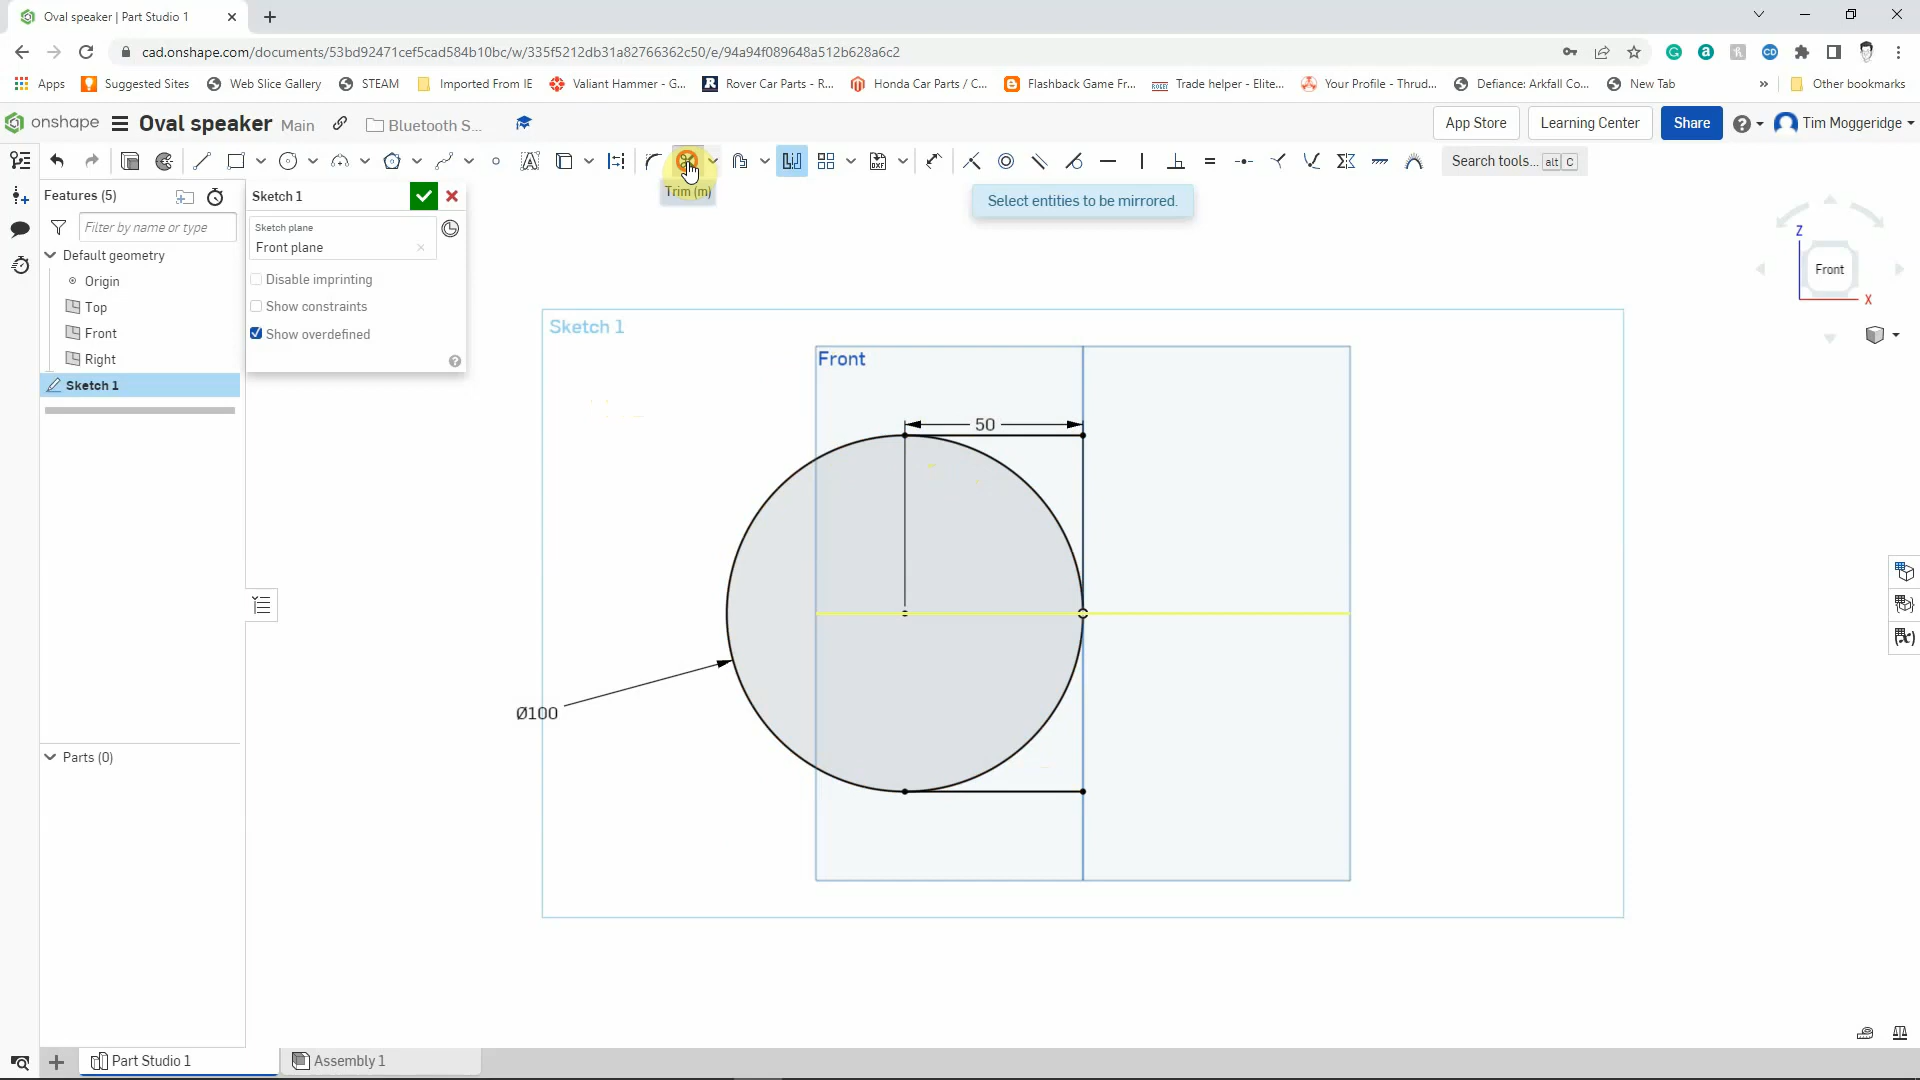 Oval speaker | Part Studio 1
cad.onshape.com/documents/53bd92471cef5cad584b10bc/w/335f5212db31a82766362c50/e/94a94f089648a512b628a6c2
Apps Suggested Sites Web Slice Gallery STEAM Imported From IE Valiant Hammer - G... Rover Car Parts - R... Honda Car Parts / C... Flashback Game Fr... Trade helper - Elite... Your Profile - Thrud... Defiance: Arkfall Co... New Tab » Other bookmarks
onshape Oval speaker Main Bluetooth S... App Store Learning Center Share Tim Moggeridge
Search tools... alt C
Trim (m)
Features (5)
Sketch 1
Select entities to be mirrored.
Filter by name or type
Sketch plane
Front plane
Default geometry
Origin
Top
Front
Right
Sketch 1
Disable imprinting
Show constraints
Show overdefined
Z
Front
X
Sketch 1
Front
50
Ø100
Parts (0)
Part Studio 1
Assembly 1